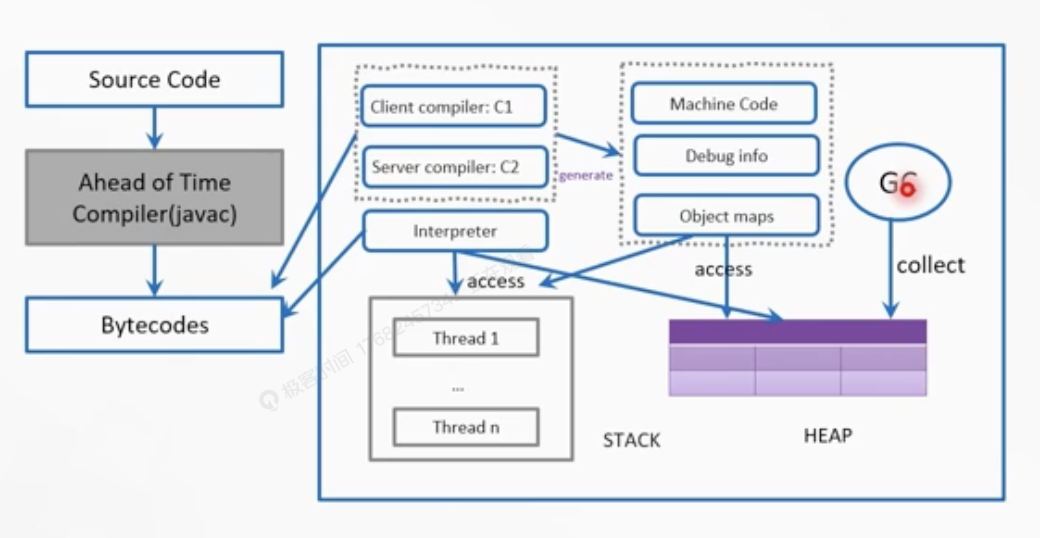 Source Code
Ahead of Time
Compiler(javac)
Bytecodes
Client compiler: C1
Server compiler: C2
Interpreter
generate
Machine Code
Debug info
Object maps
GC
access
access
collect
Thread 1
...
Thread n
STACK
HEAP
极客时间